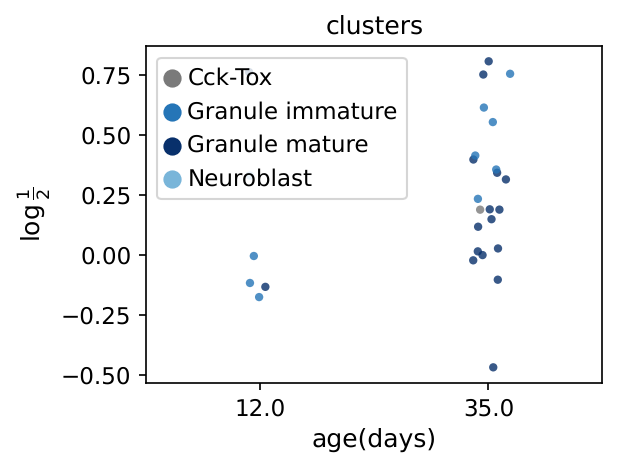 clusters
Cck-Tox
Granule immature
Granule mature
Neuroblast
0.75
0.50
0.25
0.00
−0.25
−0.50
log 1/2
12.0 35.0
age(days)